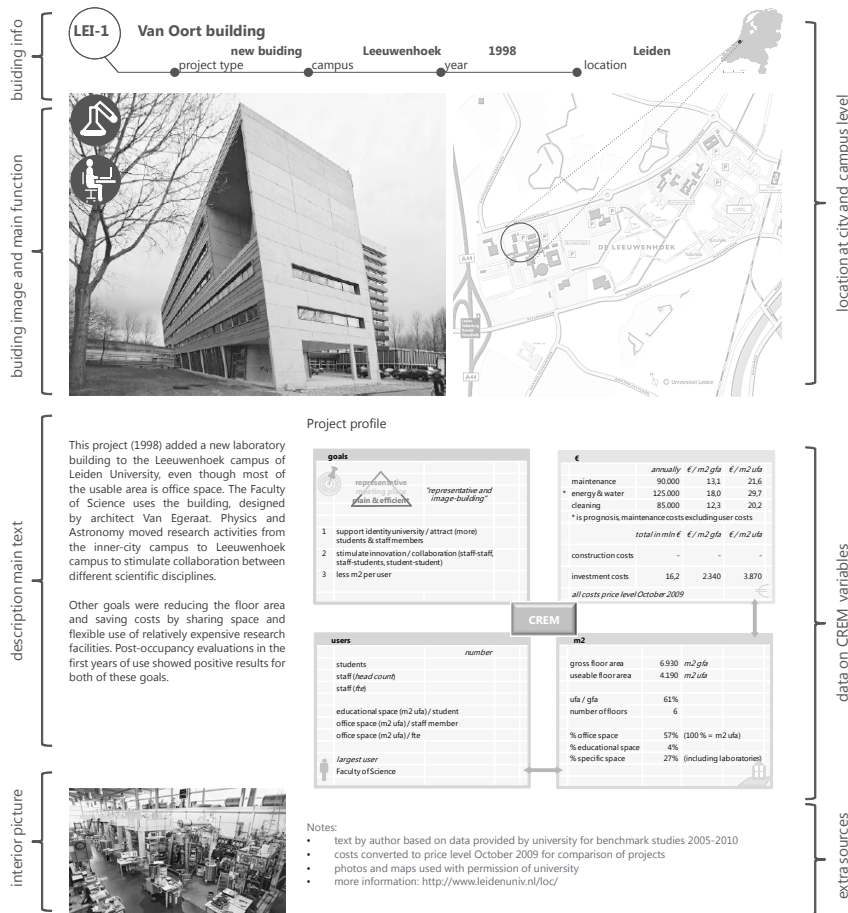 LEI-1
Van Oort building
new buiding Leeuwenhoek 1998 Leiden
project type campus year location
buiding info
buiding image and main function
description main text
interior picture
location at city and campus level
data on CREM variables
extra sources
DE LEEUWENHOEK
A44
A44
© Universiteit Leiden
This project (1998) added a new laboratory
building to the Leeuwenhoek campus of
Leiden University, even though most of
the usable area is office space. The Faculty
of Science uses the building, designed
by architect Van Egeraat. Physics and
Astronomy moved research activities from
the inner-city campus to Leeuwenhoek
campus to stimulate collaboration between
different scientific disciplines.
Other goals were reducing the floor area
and saving costs by sharing space and
flexible use of relatively expensive research
facilities. Post-occupancy evaluations in the
first years of use showed positive results for
both of these goals.
Project profile
goals
representative
meeting place
plain & efficient
"representative and
image-building"
1 support identity university / attract (more)
students & staff members
2 stimulate innovation / collaboration (staff-staff,
staff-students, student-student)
3 less m2 per user
€
annually € / m2 gfa € / m2 ufa
maintenance 90.000 13,1 21,6
* energy & water 125.000 18,0 29,7
cleaning 85.000 12,3 20,2
* is prognosis, maintenance costs excluding user costs
total in mln € € / m2 gfa € / m2 ufa
construction costs - - -
investment costs 16,2 2.340 3.870
all costs price level October 2009
CREM
users
number
students
staff (head count)
staff (fte)
educational space (m2 ufa) / student
office space (m2 ufa) / staff member
office space (m2 ufa) / fte
largest user
Faculty of Science
m2
gross floor area 6.930 m2 gfa
useable floor area 4.190 m2 ufa
ufa / gfa 61%
number of floors 6
% office space 57% (100 % = m2 ufa)
% educational space 4%
% specific space 27% (including laboratories)
Notes:
• text by author based on data provided by university for benchmark studies 2005-2010
• costs converted to price level October 2009 for comparison of projects
• photos and maps used with permission of university
• more information: http://www.leidenuniv.nl/loc/